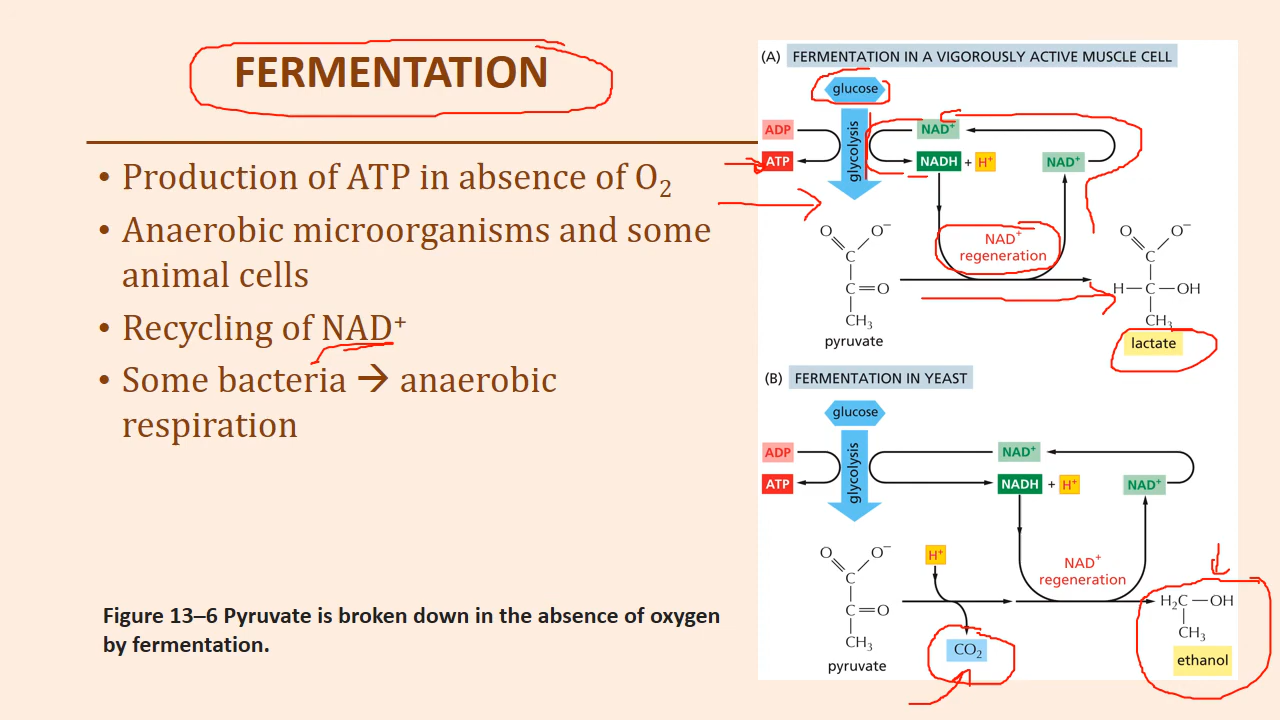 FERMENTATION
• Production of ATP in absence of O₂
• Anaerobic microorganisms and some
animal cells
• Recycling of NAD⁺
• Some bacteria → anaerobic
respiration
Figure 13–6 Pyruvate is broken down in the absence of oxygen
by fermentation.
(A) FERMENTATION IN A VIGOROUSLY ACTIVE MUSCLE CELL
glucose
ADP
ATP
glycolysis
NAD⁺
NADH + H⁺
NAD⁺
NAD⁺
regeneration
O O⁻
C
C=O
CH₃
pyruvate
O O⁻
C
H—C—OH
CH₃
lactate
(B) FERMENTATION IN YEAST
glucose
ADP
ATP
glycolysis
NAD⁺
NADH + H⁺
NAD⁺
NAD⁺
regeneration
O O⁻
C
C=O
CH₃
pyruvate
H⁺
CO₂
H₂C—OH
CH₃
ethanol